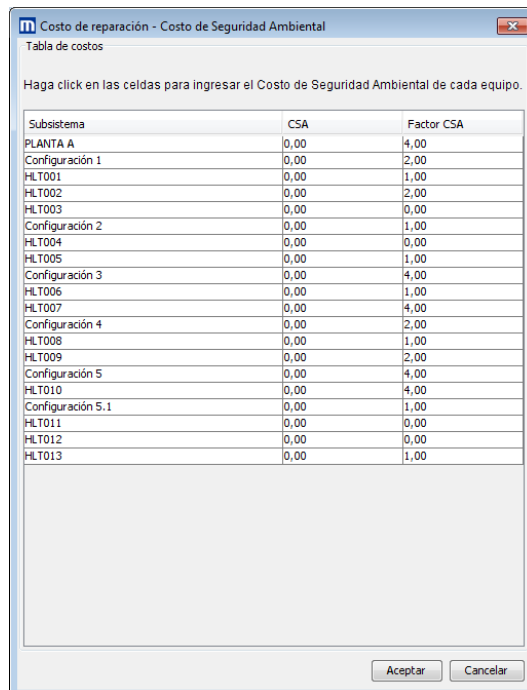 Costo de reparación - Costo de Seguridad Ambiental
Tabla de costos
Haga click en las celdas para ingresar el Costo de Seguridad Ambiental de cada equipo.
Subsistema CSA Factor CSA
PLANTA A 0,00 4,00
Configuración 1 0,00 2,00
HLT001 0,00 1,00
HLT002 0,00 2,00
HLT003 0,00 0,00
Configuración 2 0,00 1,00
HLT004 0,00 0,00
HLT005 0,00 1,00
Configuración 3 0,00 4,00
HLT006 0,00 1,00
HLT007 0,00 4,00
Configuración 4 0,00 2,00
HLT008 0,00 1,00
HLT009 0,00 2,00
Configuración 5 0,00 4,00
HLT010 0,00 4,00
Configuración 5.1 0,00 1,00
HLT011 0,00 0,00
HLT012 0,00 0,00
HLT013 0,00 1,00
Aceptar Cancelar